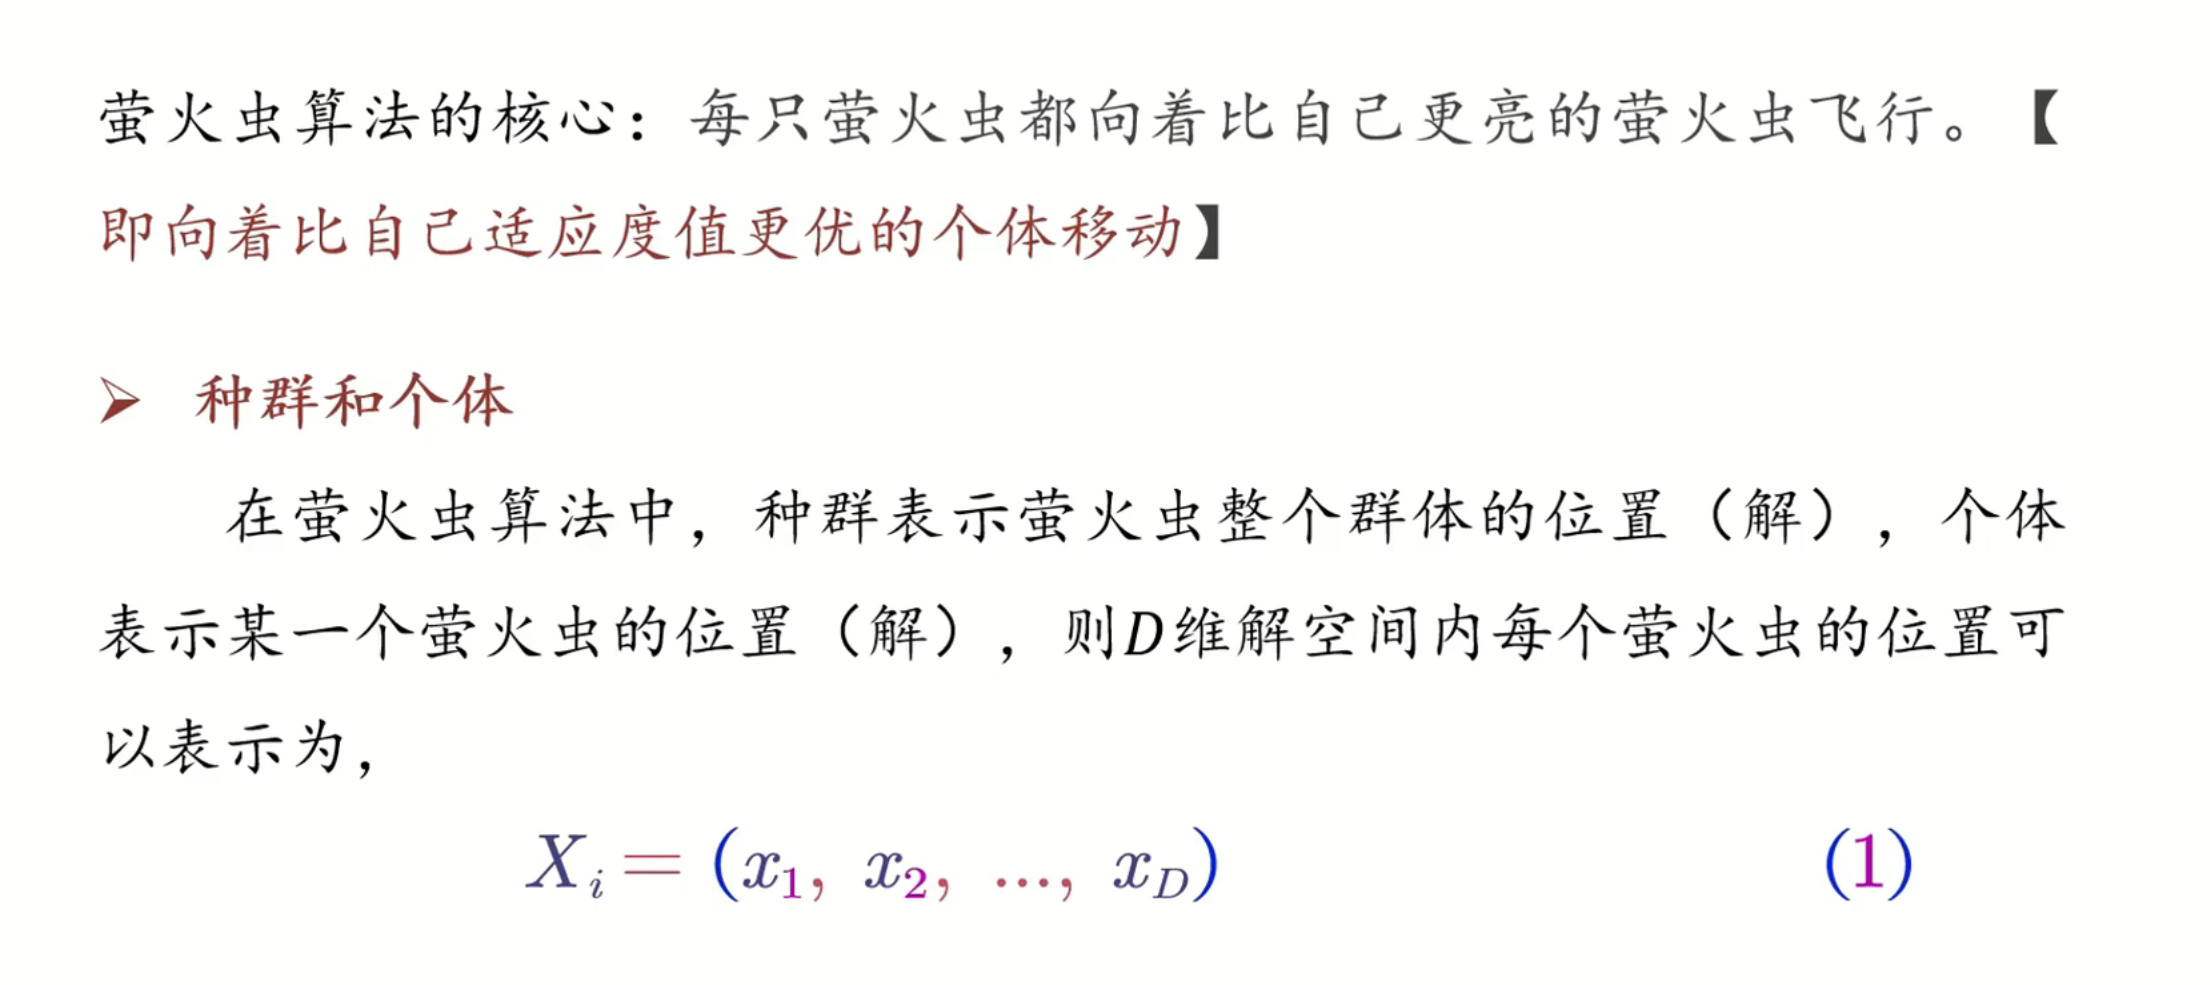 萤火虫算法的核心：每只萤火虫都向着比自己更亮的萤火虫飞行。【
即向着比自己适应度值更优的个体移动】
➢ 种群和个体
在萤火虫算法中，种群表示萤火虫整个群体的位置（解），个体
表示某一个萤火虫的位置（解），则D维解空间内每个萤火虫的位置可
以表示为，
X_i = (x_1, x_2, ..., x_D) (1)